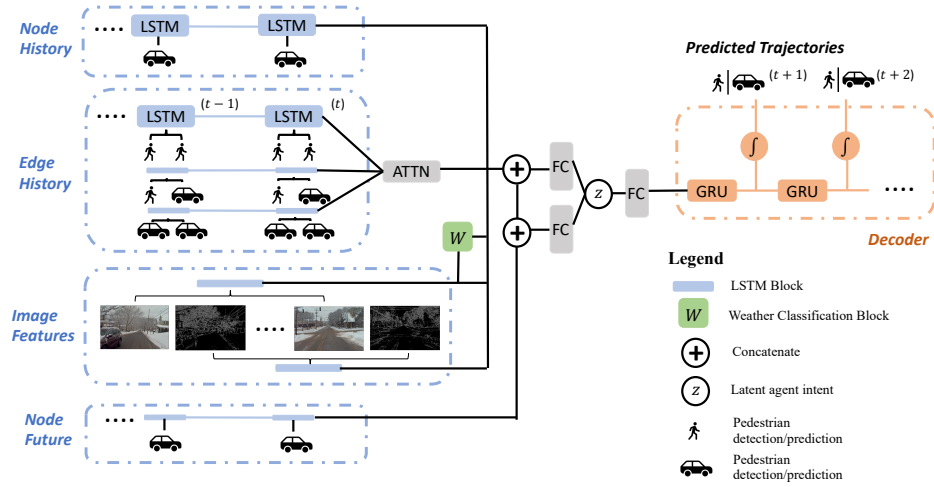 Node
History
LSTM
LSTM
Edge
History
LSTM
(t − 1)
LSTM
(t)
ATTN
W
Image
Features
Node
Future
FC
FC
z
FC
Predicted Trajectories
(t + 1)
(t + 2)
∫
∫
GRU
GRU
Decoder
Legend
LSTM Block
W
Weather Classification Block
Concatenate
z
Latent agent intent
Pedestrian
detection/prediction
Pedestrian
detection/prediction